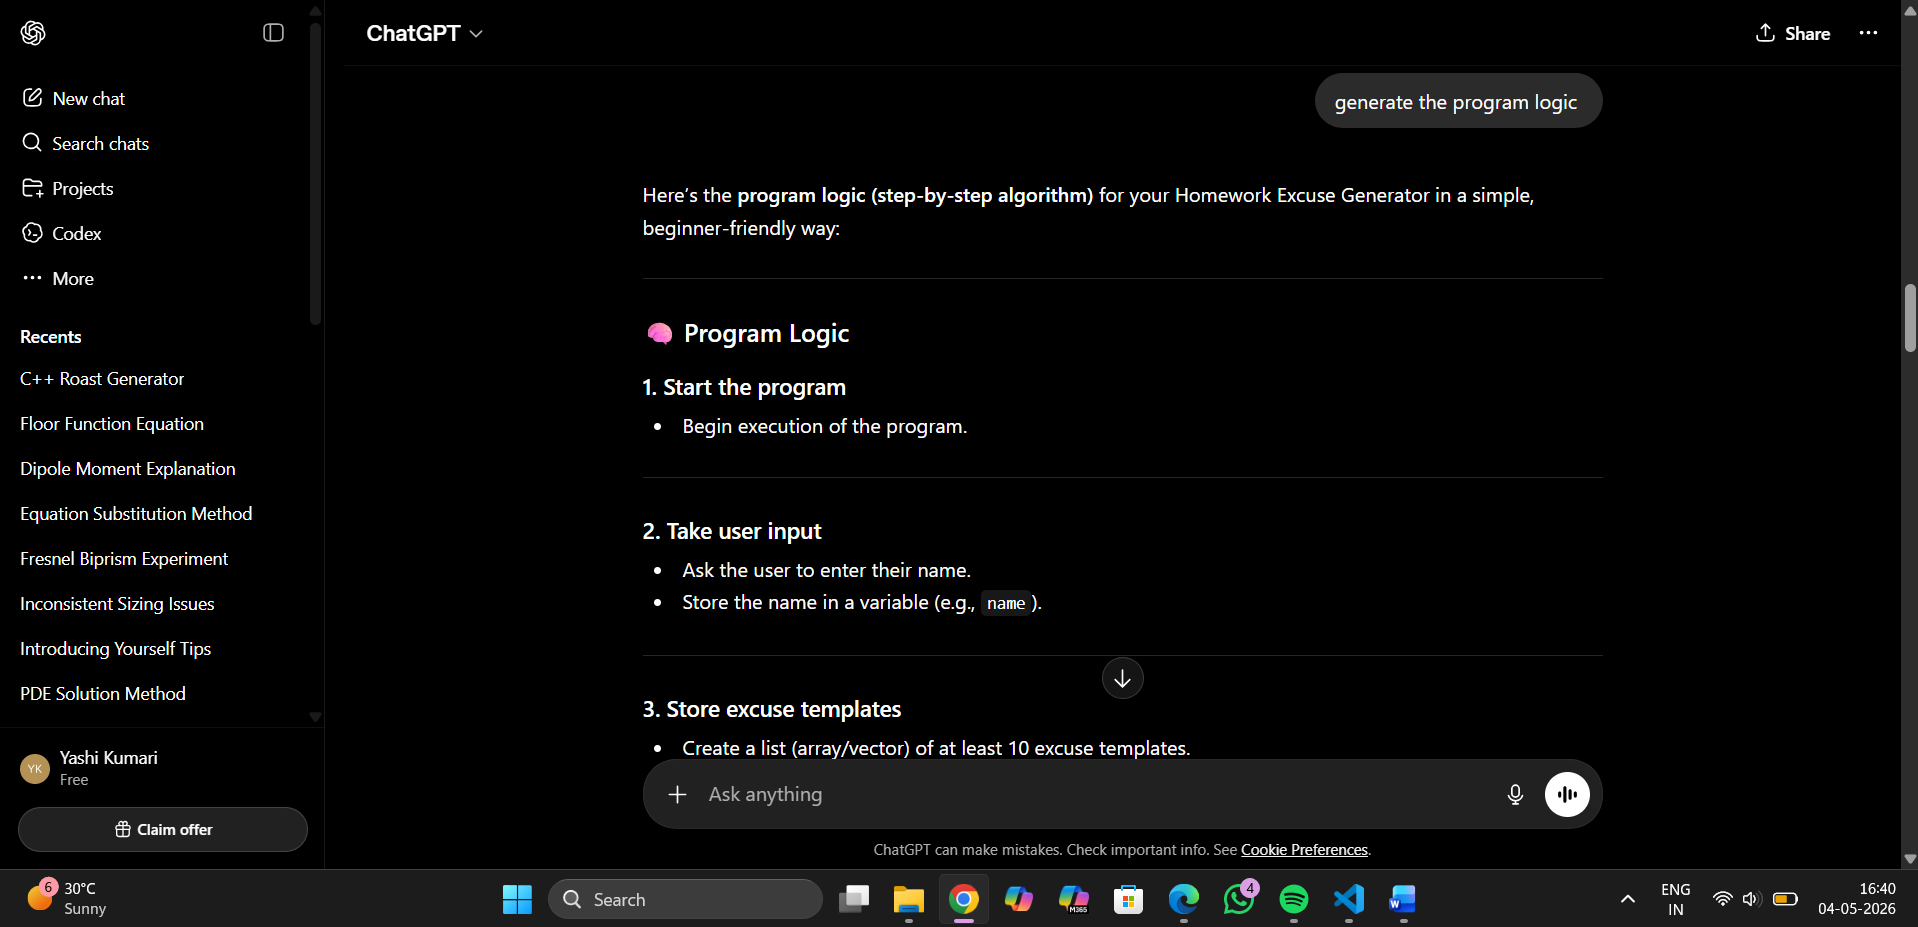 ChatGPT
Share
New chat
Search chats
Projects
Codex
More
Recents
C++ Roast Generator
Floor Function Equation
Dipole Moment Explanation
Equation Substitution Method
Fresnel Biprism Experiment
Inconsistent Sizing Issues
Introducing Yourself Tips
PDE Solution Method
YK
Yashi Kumari
Free
Claim offer
generate the program logic
Here’s the program logic (step-by-step algorithm) for your Homework Excuse Generator in a simple,
beginner-friendly way:
🧠 Program Logic
1. Start the program
• Begin execution of the program.
2. Take user input
• Ask the user to enter their name.
• Store the name in a variable (e.g., name).
3. Store excuse templates
• Create a list (array/vector) of at least 10 excuse templates.
Ask anything
ChatGPT can make mistakes. Check important info. See Cookie Preferences.
6
30°C
Sunny
Search
M365
4
W
ENG
IN
16:40
04-05-2026